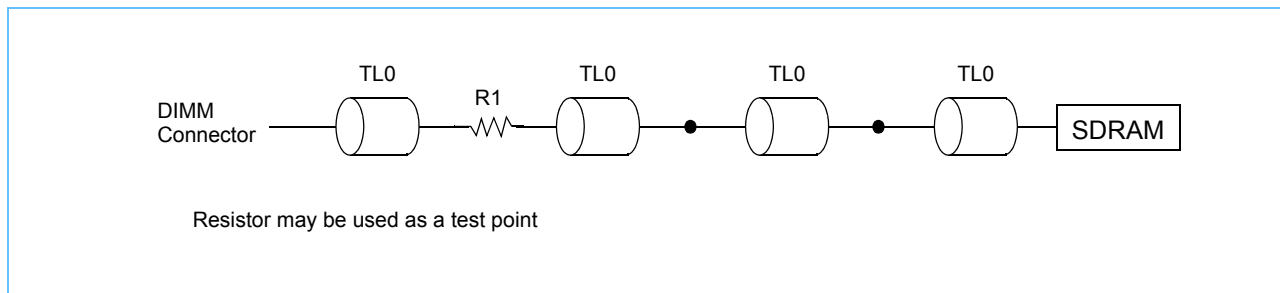 TL0
TL0
TL0
TL0
R1
DIMM
Connector
SDRAM
Resistor may be used as a test point